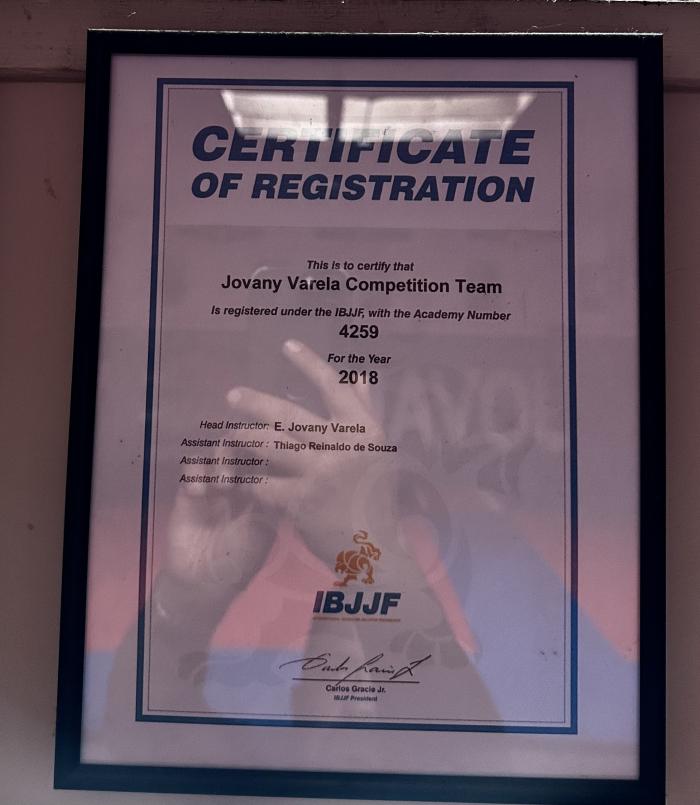 CERTIFICATE
OF REGISTRATION
This is to certify that
Jovany Varela Competition Team
Is registered under the IBJJF, with the Academy Number
4259
For the Year
2018
Head Instructor: E. Jovany Varela
Assistant Instructor : Thiago Reinaldo de Souza
Assistant Instructor :
Assistant Instructor :
IBJJF
Carlos Gracie Jr.
IBJJF President